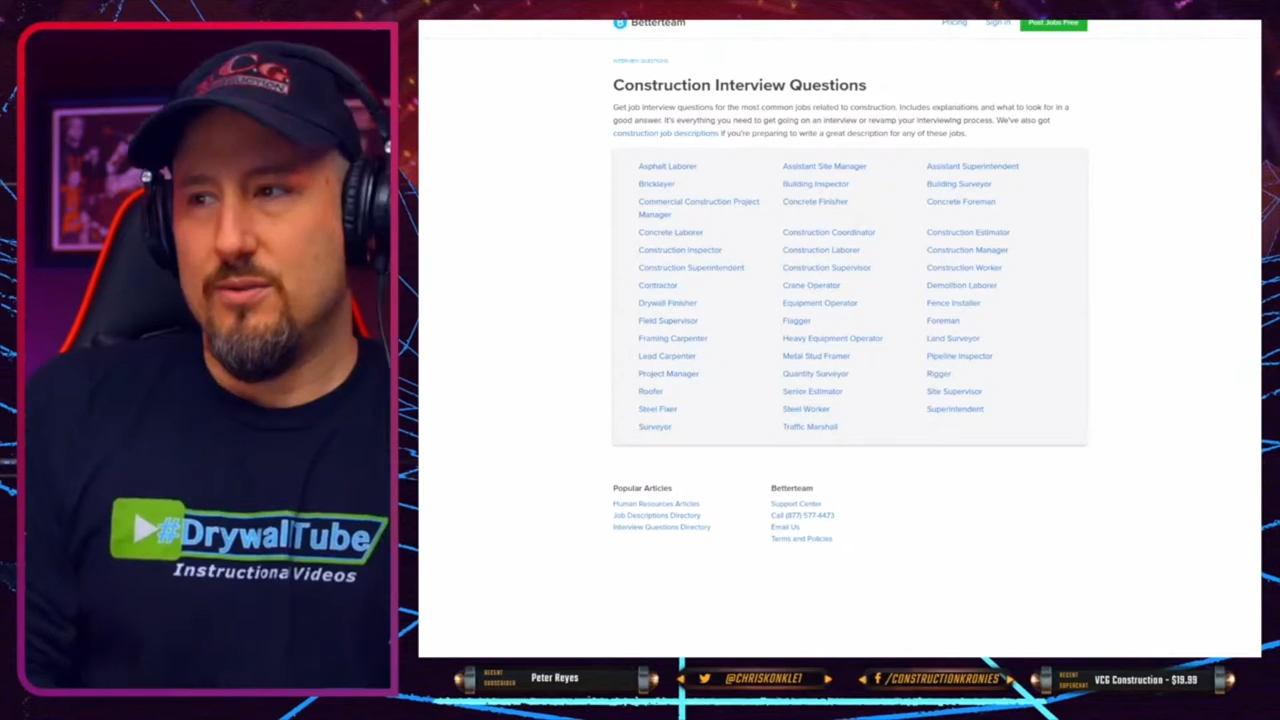 Betterteam
Pricing
Sign In
Post Jobs Free
INTERVIEW QUESTIONS
Construction Interview Questions
Get job interview questions for the most common jobs related to construction. Includes explanations and what to look for in a
good answer. It's everything you need to get going on an interview or revamp your interviewing process. We've also got
construction job descriptions if you're preparing to write a great description for any of these jobs.
Asphalt Laborer
Assistant Site Manager
Assistant Superintendent
Bricklayer
Building Inspector
Building Surveyor
Commercial Construction Project
Manager
Concrete Finisher
Concrete Foreman
Concrete Laborer
Construction Coordinator
Construction Estimator
Construction Inspector
Construction Laborer
Construction Manager
Construction Superintendent
Construction Supervisor
Construction Worker
Contractor
Crane Operator
Demolition Laborer
Drywall Finisher
Equipment Operator
Fence Installer
Field Supervisor
Flagger
Foreman
Framing Carpenter
Heavy Equipment Operator
Land Surveyor
Lead Carpenter
Metal Stud Framer
Pipeline Inspector
Project Manager
Quantity Surveyor
Rigger
Roofer
Senior Estimator
Site Supervisor
Steel Fixer
Steel Worker
Superintendent
Surveyor
Traffic Marshall
Popular Articles
Human Resources Articles
Job Descriptions Directory
Interview Questions Directory
Betterteam
Support Center
Call (877) 577-4473
Email Us
Terms and Policies
#DrywallTube
Instructional Videos
RECENT
SUBSCRIBER
Peter Reyes
@CHRISKONKLE1
/CONSTRUCTIONKRONIES
RECENT
SUPERCHAT
VCG Construction - $19.99